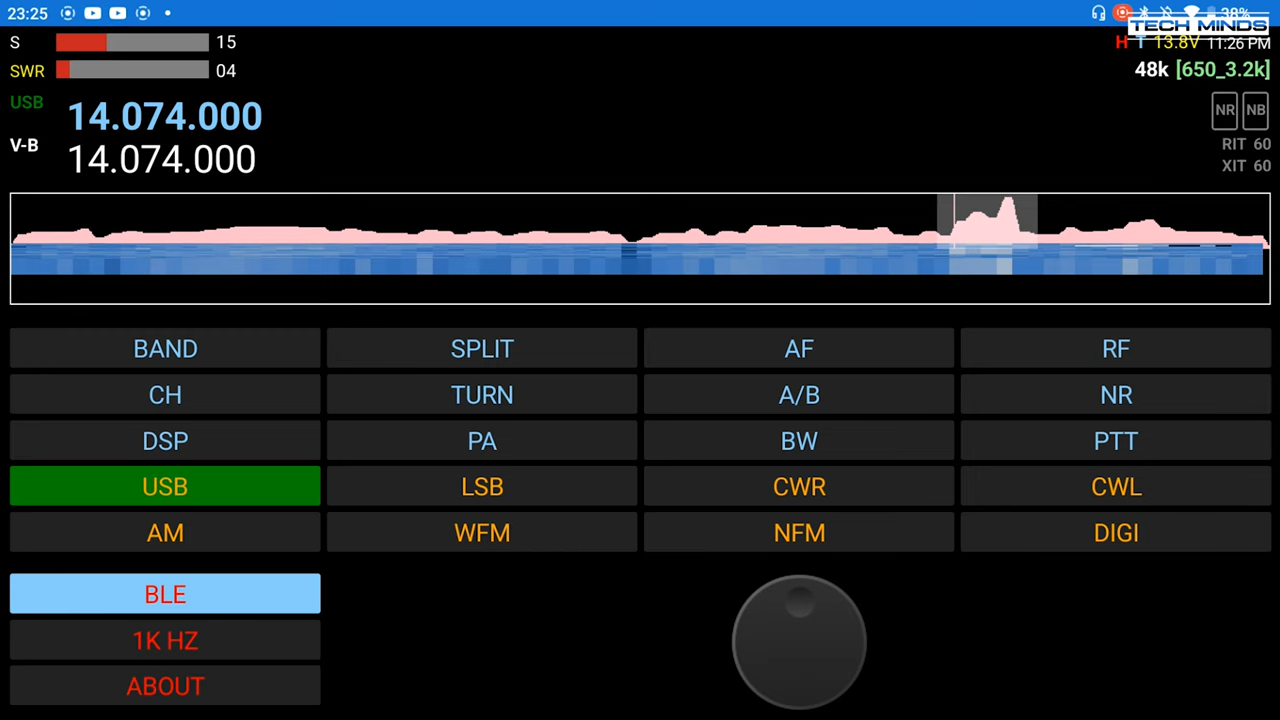 23:25 38%
TECH MINDS
S 15 H T 13.8V 11:26 PM
SWR 04 48k [650_3.2k]
USB 14.074.000 NR NB
V-B 14.074.000 RIT 60
XIT 60
BAND SPLIT AF RF
CH TURN A/B NR
DSP PA BW PTT
USB LSB CWR CWL
AM WFM NFM DIGI
BLE
1K HZ
ABOUT